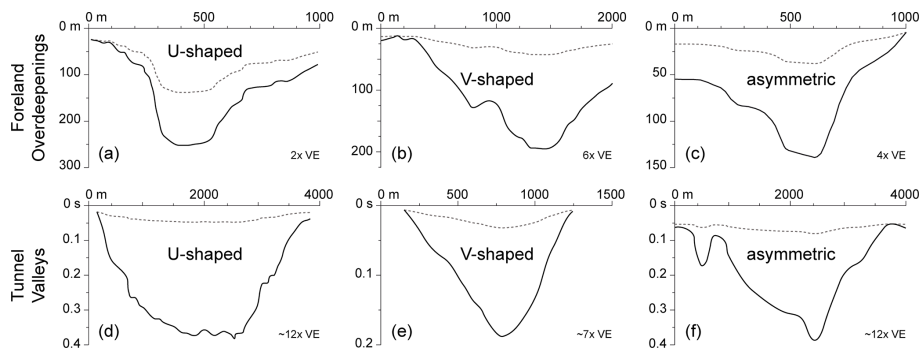 0 m 500 1000
0 m 1000 2000
0 m 500 1000
Foreland
Overdeepenings
0 m
100
200
300
U-shaped
(a)
2x VE
0 m
100
200
V-shaped
(b)
6x VE
0 m
50
100
150
asymmetric
(c)
4x VE
0 m 2000 4000
0 m 500 1000 1500
0 m 2000 4000
Tunnel
Valleys
0 s
0.1
0.2
0.3
0.4
U-shaped
(d)
~12x VE
0 s
0.1
0.2
V-shaped
(e)
~7x VE
0 s
0.1
0.2
0.3
0.4
asymmetric
(f)
~12x VE